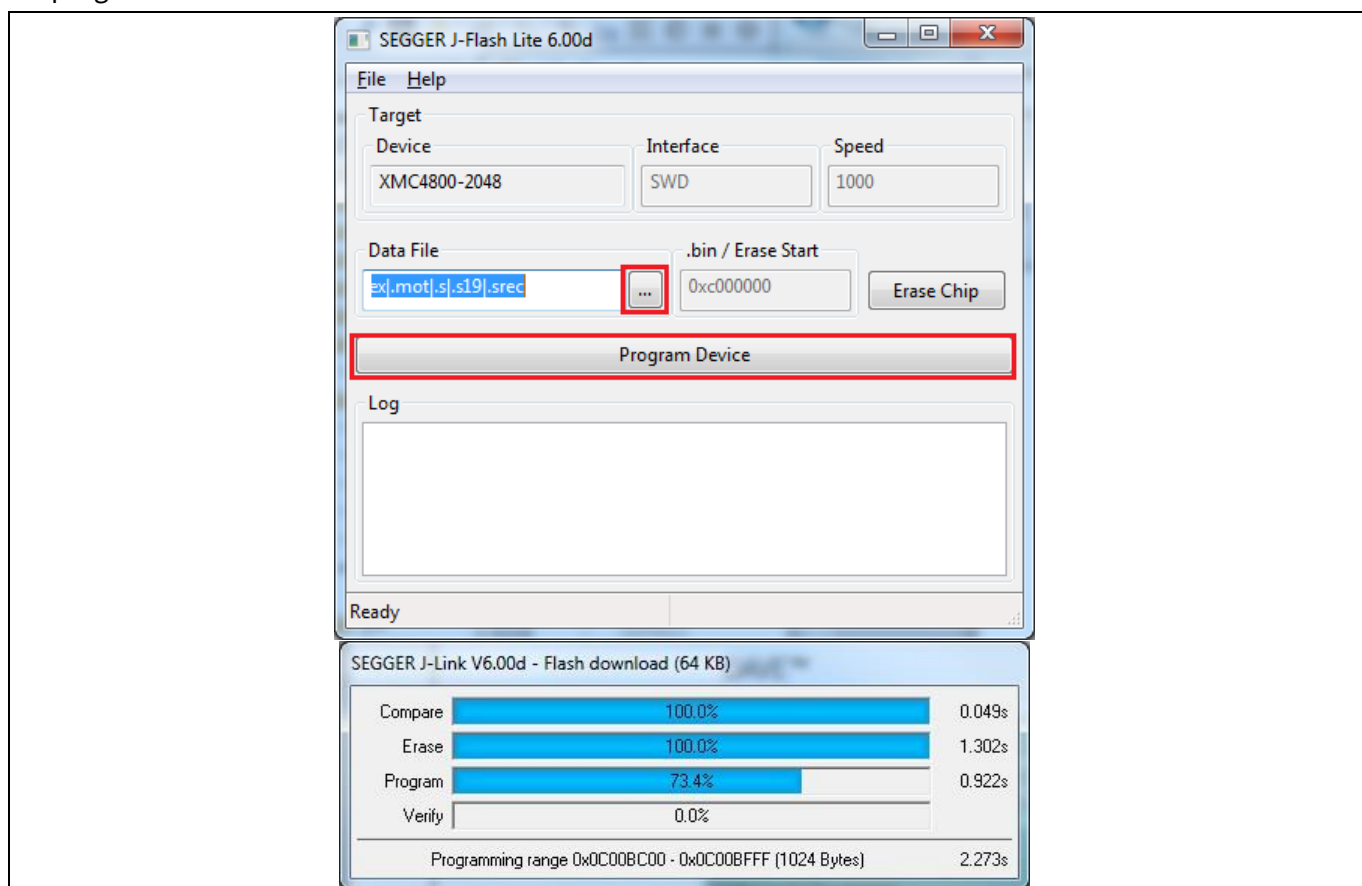 SEGGER J-Flash Lite 6.00d
File Help
Target
Device Interface Speed
XMC4800-2048 SWD 1000
Data File .bin / Erase Start
ex|.mot|.s|.s19|.srec ... 0xc000000 Erase Chip
Program Device
Log
Ready
SEGGER J-Link V6.00d - Flash download (64 KB)
Compare 100.0% 0.049s
Erase 100.0% 1.302s
Program 73.4% 0.922s
Verify 0.0%
Programming range 0x0C00BC00 - 0x0C00BFFF (1024 Bytes) 2.273s